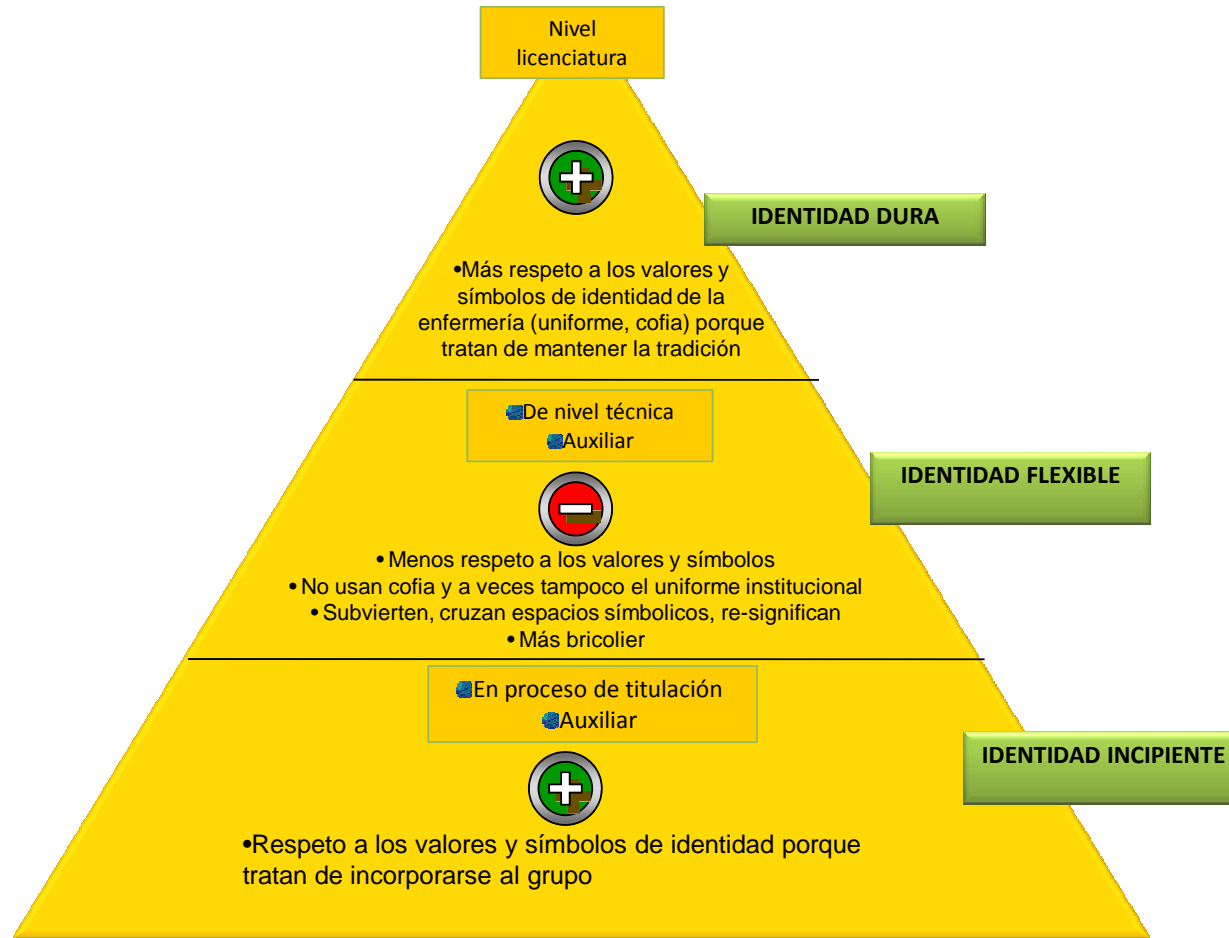 Nivel
licenciatura
IDENTIDAD DURA
•Más respeto a los valores y
símbolos de identidad de la
enfermería (uniforme, cofia) porque
tratan de mantener la tradición
De nivel técnica
Auxiliar
IDENTIDAD FLEXIBLE
• Menos respeto a los valores y símbolos
• No usan cofia y a veces tampoco el uniforme institucional
• Subvierten, cruzan espacios símbolicos, re-significan
• Más bricolier
En proceso de titulación
Auxiliar
IDENTIDAD INCIPIENTE
•Respeto a los valores y símbolos de identidad porque
tratan de incorporarse al grupo